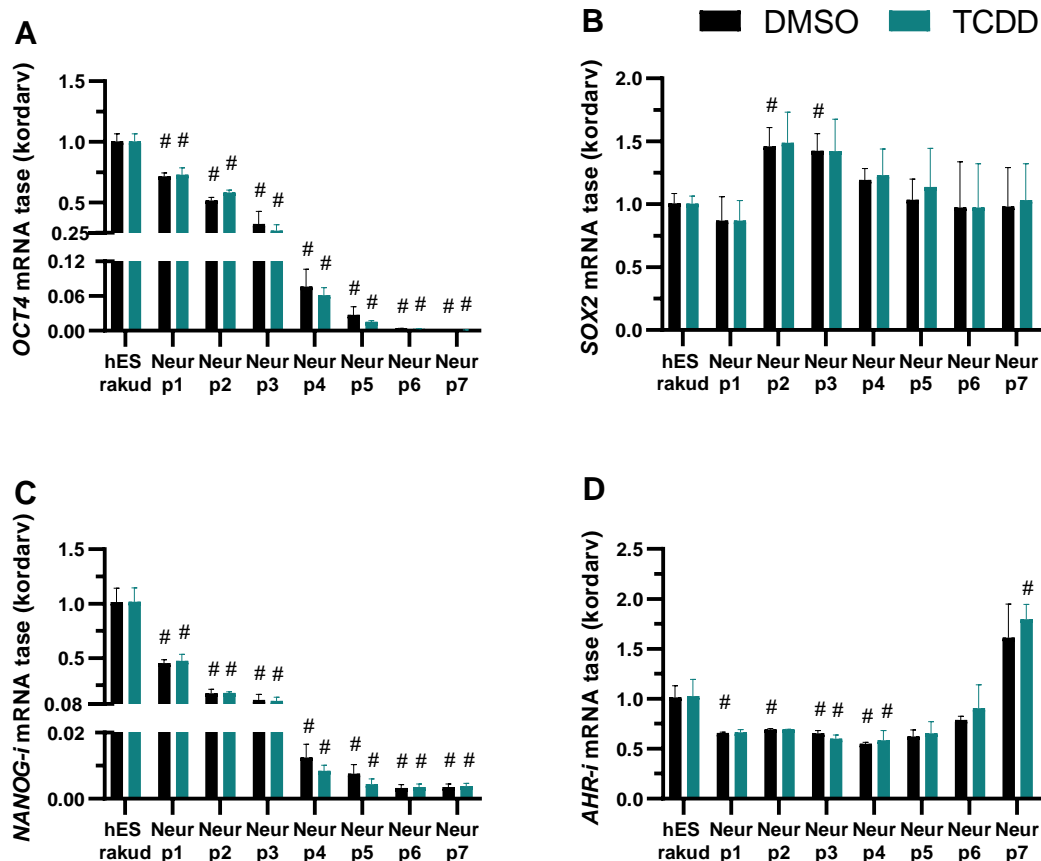 DMSO TCDD
A
OCT4 mRNA tase (kordarv)
1.5
1.0
0.5
0.25
0.12
0.06
0.00
# #
# #
# #
# #
# #
# #
# #
hES Neur Neur Neur Neur Neur Neur Neur
rakud p1 p2 p3 p4 p5 p6 p7
B
SOX2 mRNA tase (kordarv)
2.0
1.5
1.0
0.5
0.0
# #
hES Neur Neur Neur Neur Neur Neur Neur
rakud p1 p2 p3 p4 p5 p6 p7
C
NANOG-i mRNA tase (kordarv)
1.5
1.0
0.5
0.08
0.02
0.00
# #
# #
# #
# #
# #
# #
# #
hES Neur Neur Neur Neur Neur Neur Neur
rakud p1 p2 p3 p4 p5 p6 p7
D
AHR-i mRNA tase (kordarv)
2.5
2.0
1.5
1.0
0.5
0.0
# # # # # # #
hES Neur Neur Neur Neur Neur Neur Neur
rakud p1 p2 p3 p4 p5 p6 p7